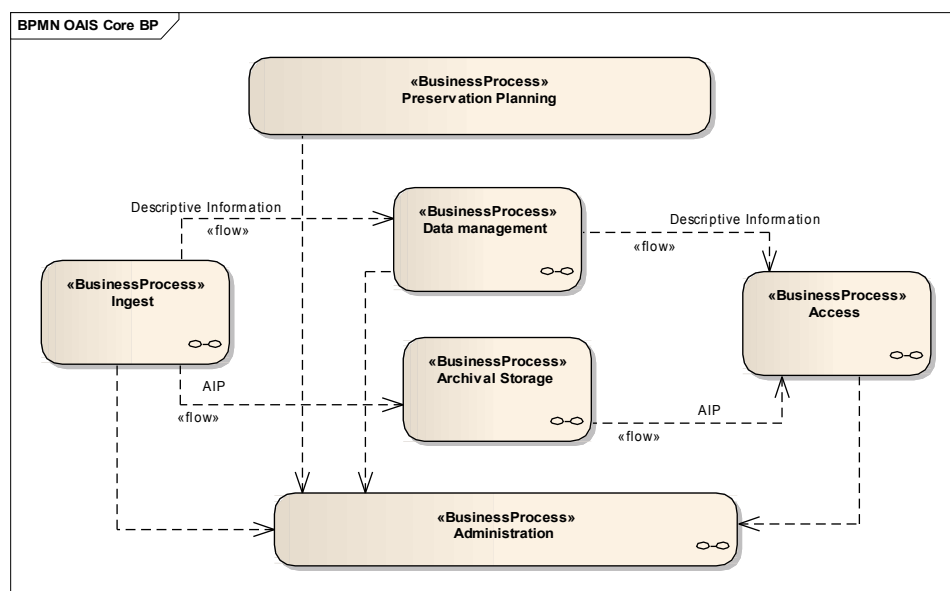 BPMN OAIS Core BP
«BusinessProcess»
Preservation Planning
Descriptive Information
«flow»
«BusinessProcess»
Data management
Descriptive Information
«flow»
«BusinessProcess»
Ingest
«BusinessProcess»
Access
«BusinessProcess»
Archival Storage
AIP
«flow»
AIP
«flow»
«BusinessProcess»
Administration